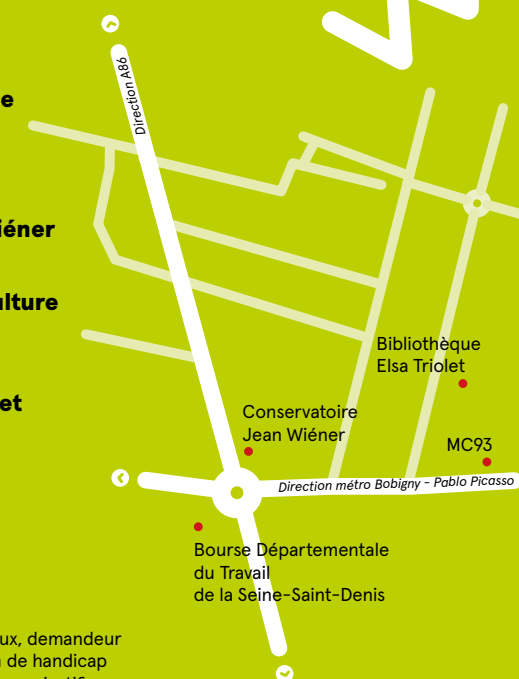 e
Direction A86
iéner
ulture
et
Bibliothèque
Elsa Triolet
Conservatoire
Jean Wiéner
MC93
Direction métro Bobigny - Pablo Picasso
Bourse Départementale
du Travail
de la Seine-Saint-Denis
ux, demandeur
de handicap